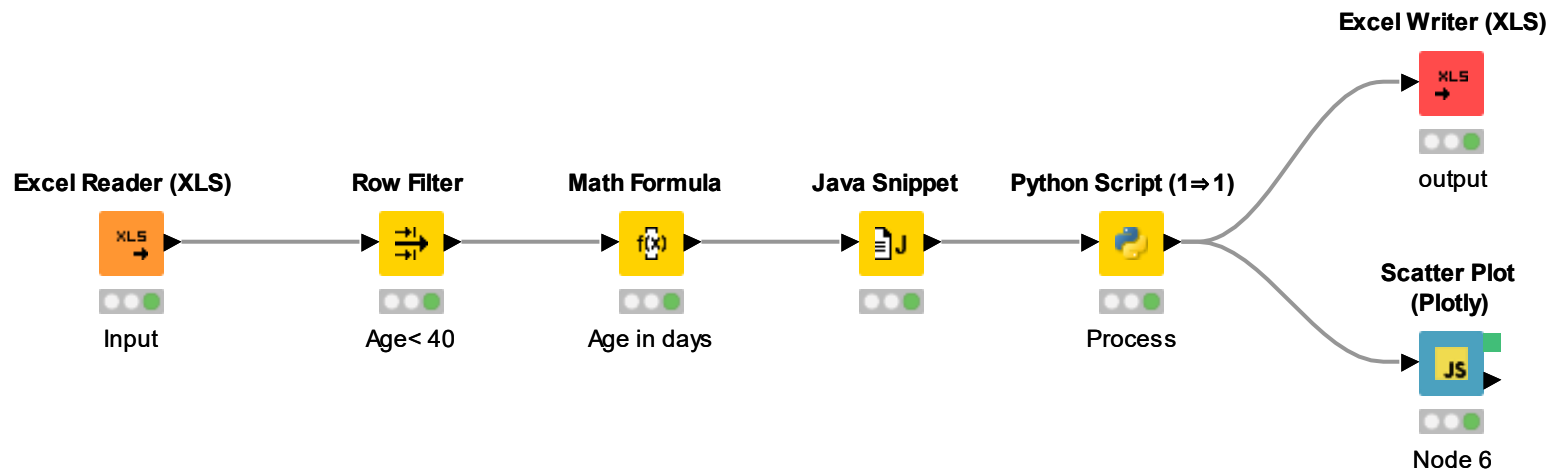 Excel Writer (XLS)
XLS
output
Excel Reader (XLS)
XLS
Input
Row Filter
Age< 40
Math Formula
f(x)
Age in days
Java Snippet
J
Python Script (1⇒1)
Process
Scatter Plot
(Plotly)
JS
Node 6